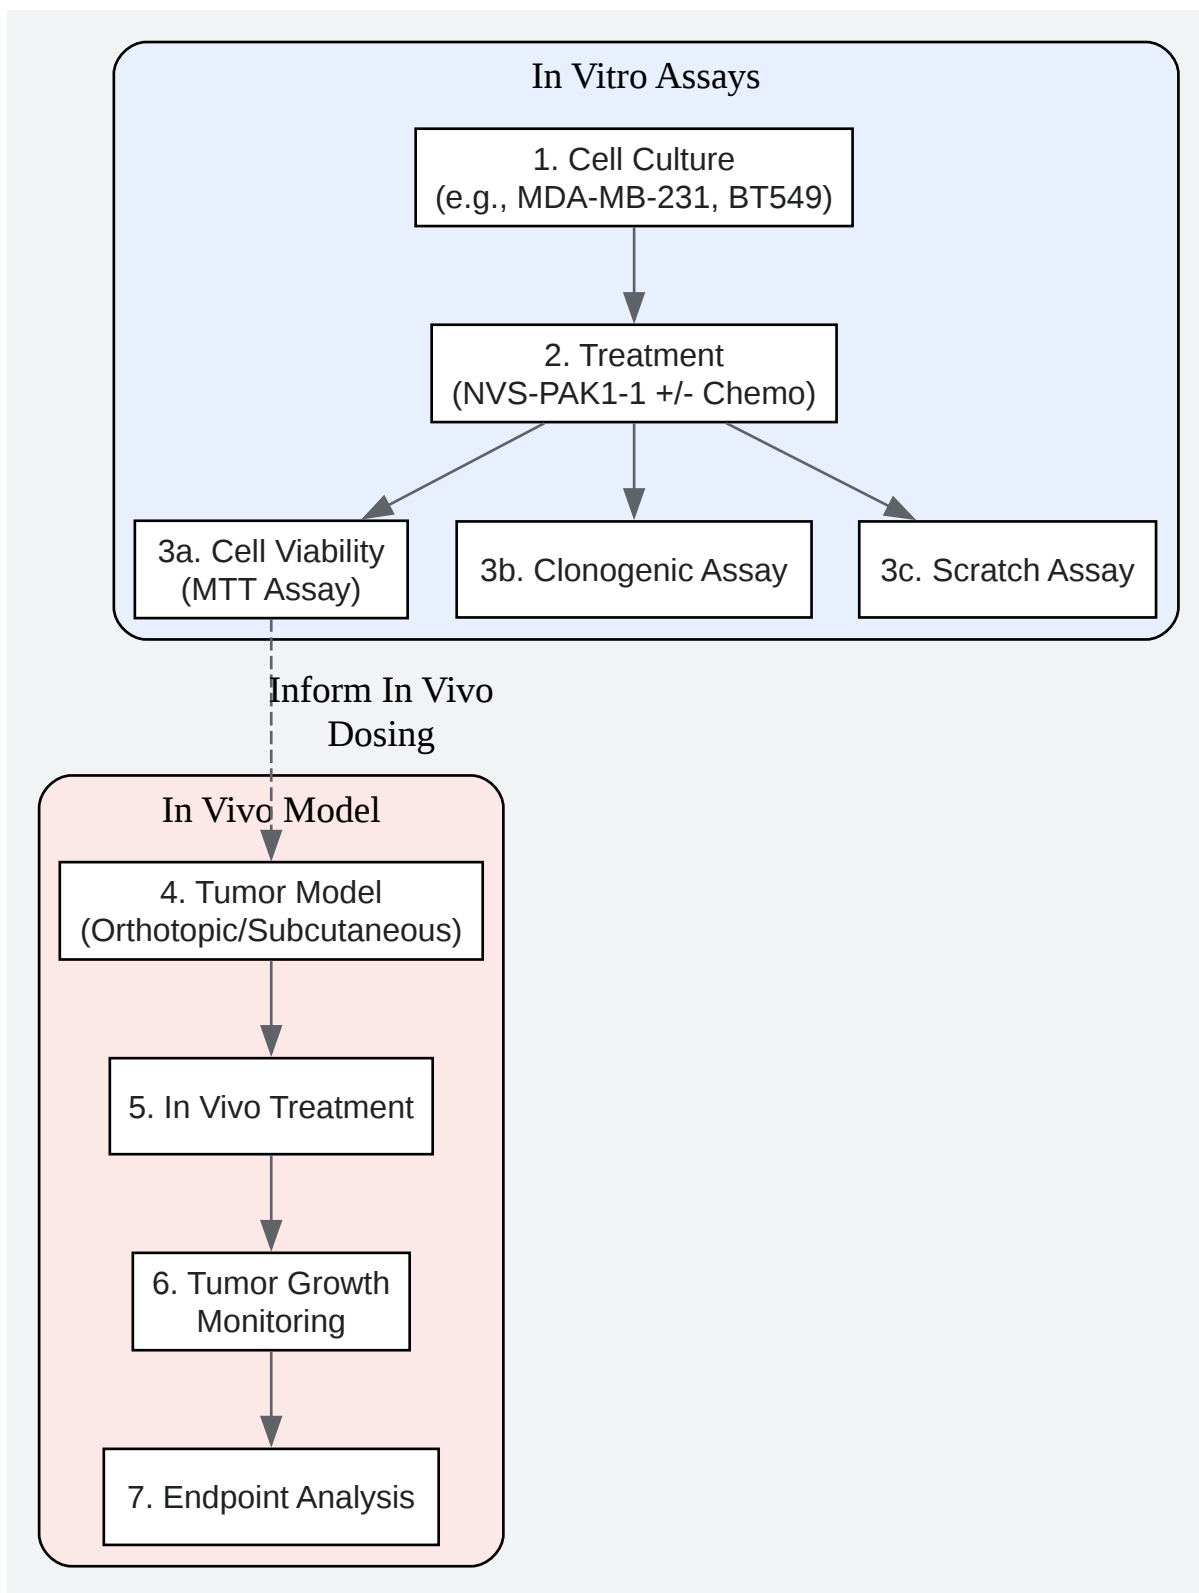 In Vitro Assays
1. Cell Culture
(e.g., MDA-MB-231, BT549)
2. Treatment
(NVS-PAK1-1 +/- Chemo)
3a. Cell Viability
(MTT Assay)
3b. Clonogenic Assay
3c. Scratch Assay
Inform In Vivo
Dosing
In Vivo Model
4. Tumor Model
(Orthotopic/Subcutaneous)
5. In Vivo Treatment
6. Tumor Growth
Monitoring
7. Endpoint Analysis